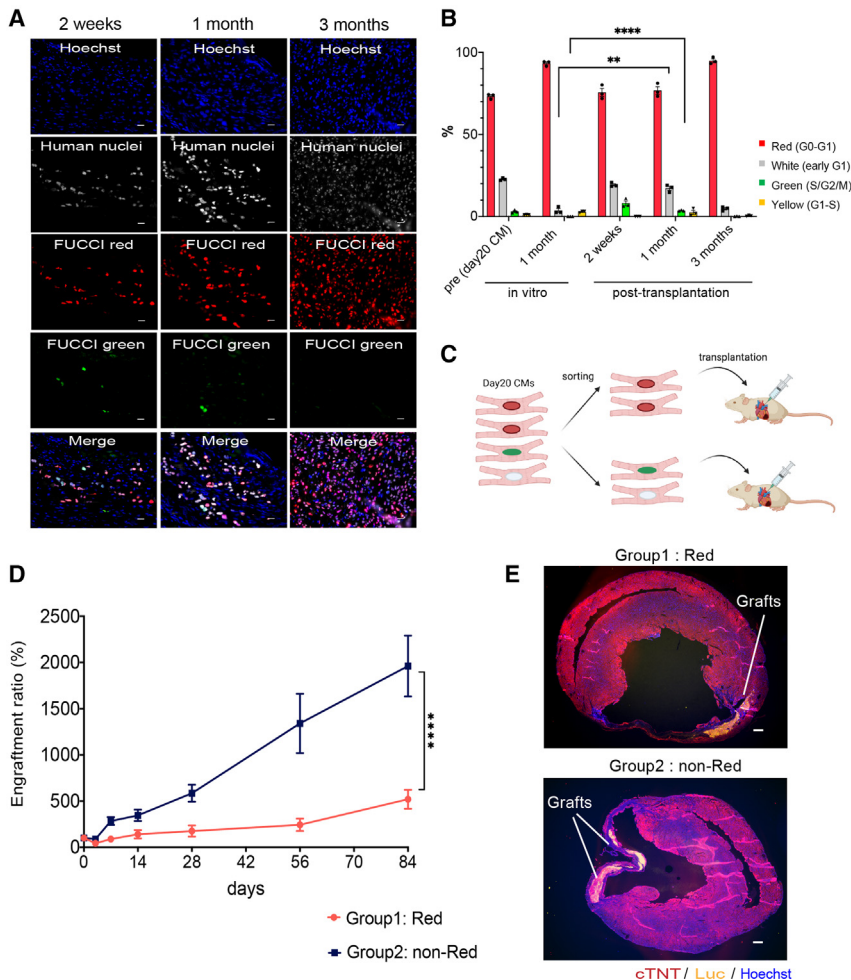 A
2 weeks 1 month 3 months
Hoechst Hoechst Hoechst
Human nuclei Human nuclei Human nuclei
FUCCI red FUCCI red FUCCI red
FUCCI green FUCCI green FUCCI green
Merge Merge Merge
B
****
**
100
50
0
%
Red (G0-G1)
White (early G1)
Green (S/G2/M)
Yellow (G1-S)
pre (day20 CM) 1 month 2 weeks 1 month 3 months
in vitro post-transplantation
C
Day20 CMs sorting transplantation
D
Engraftment ratio (%)
2500
2000
1500
1000
500
0
****
0 14 28 42 56 70 84
days
Group1: Red
Group2: non-Red
E
Group1 : Red
Grafts
Group2 : non-Red
Grafts
cTNT / Luc / Hoechst